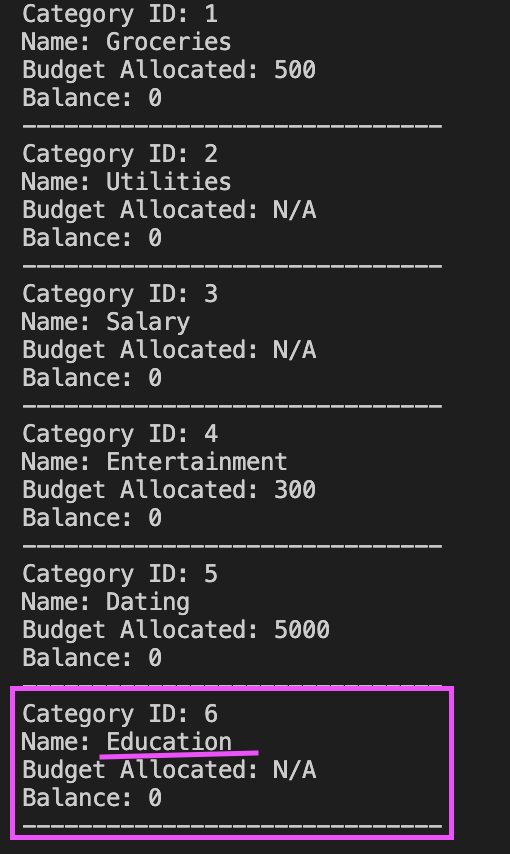 Category ID: 1
Name: Groceries
Budget Allocated: 500
Balance: 0
------------------------------
Category ID: 2
Name: Utilities
Budget Allocated: N/A
Balance: 0
------------------------------
Category ID: 3
Name: Salary
Budget Allocated: N/A
Balance: 0
------------------------------
Category ID: 4
Name: Entertainment
Budget Allocated: 300
Balance: 0
------------------------------
Category ID: 5
Name: Dating
Budget Allocated: 5000
Balance: 0
------------------------------
Category ID: 6
Name: Education
Budget Allocated: N/A
Balance: 0
------------------------------